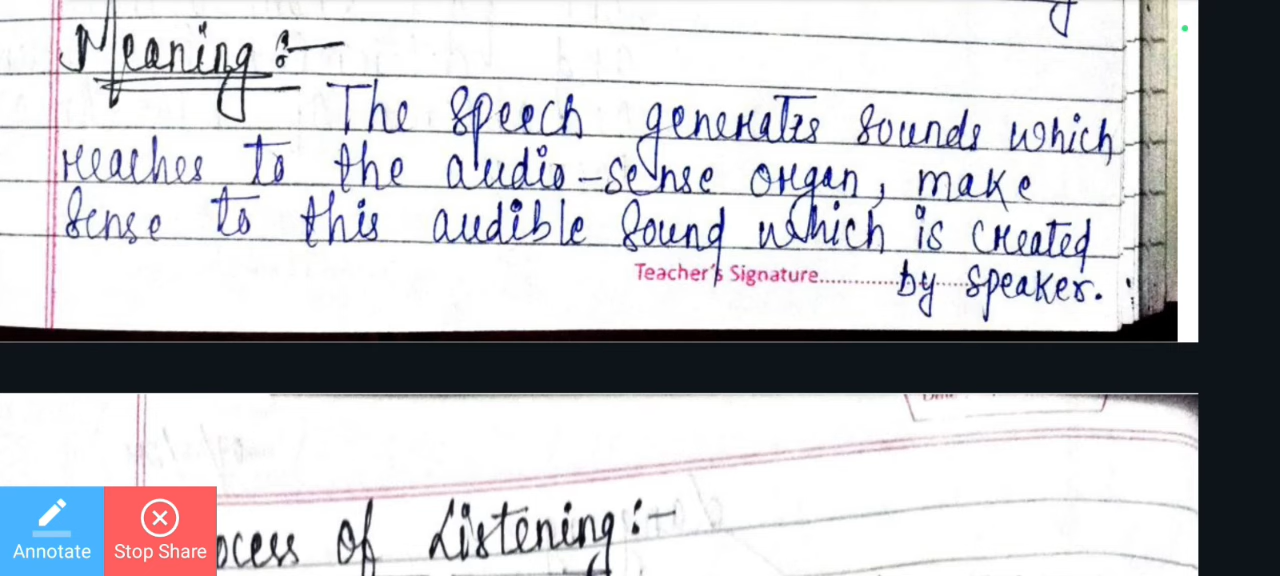 Meaning :-
The speech generates sounds which
reaches to the audio-sense organ, make
sense to this audible sound which is created
Teacher's Signature.............. by speaker.
ocess of Listening :-
Annotate
Stop Share